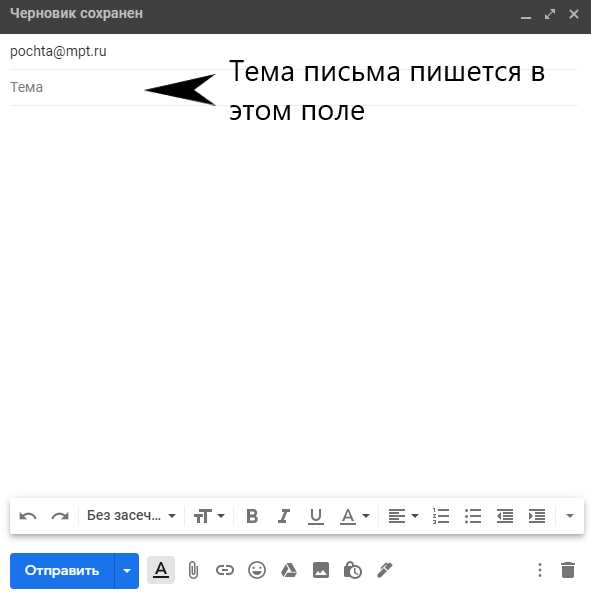 Черновик сохранен
pochta@mpt.ru
Тема
Тема письма пишется в
этом поле
Без засеч...
B I U A
Отправить
A